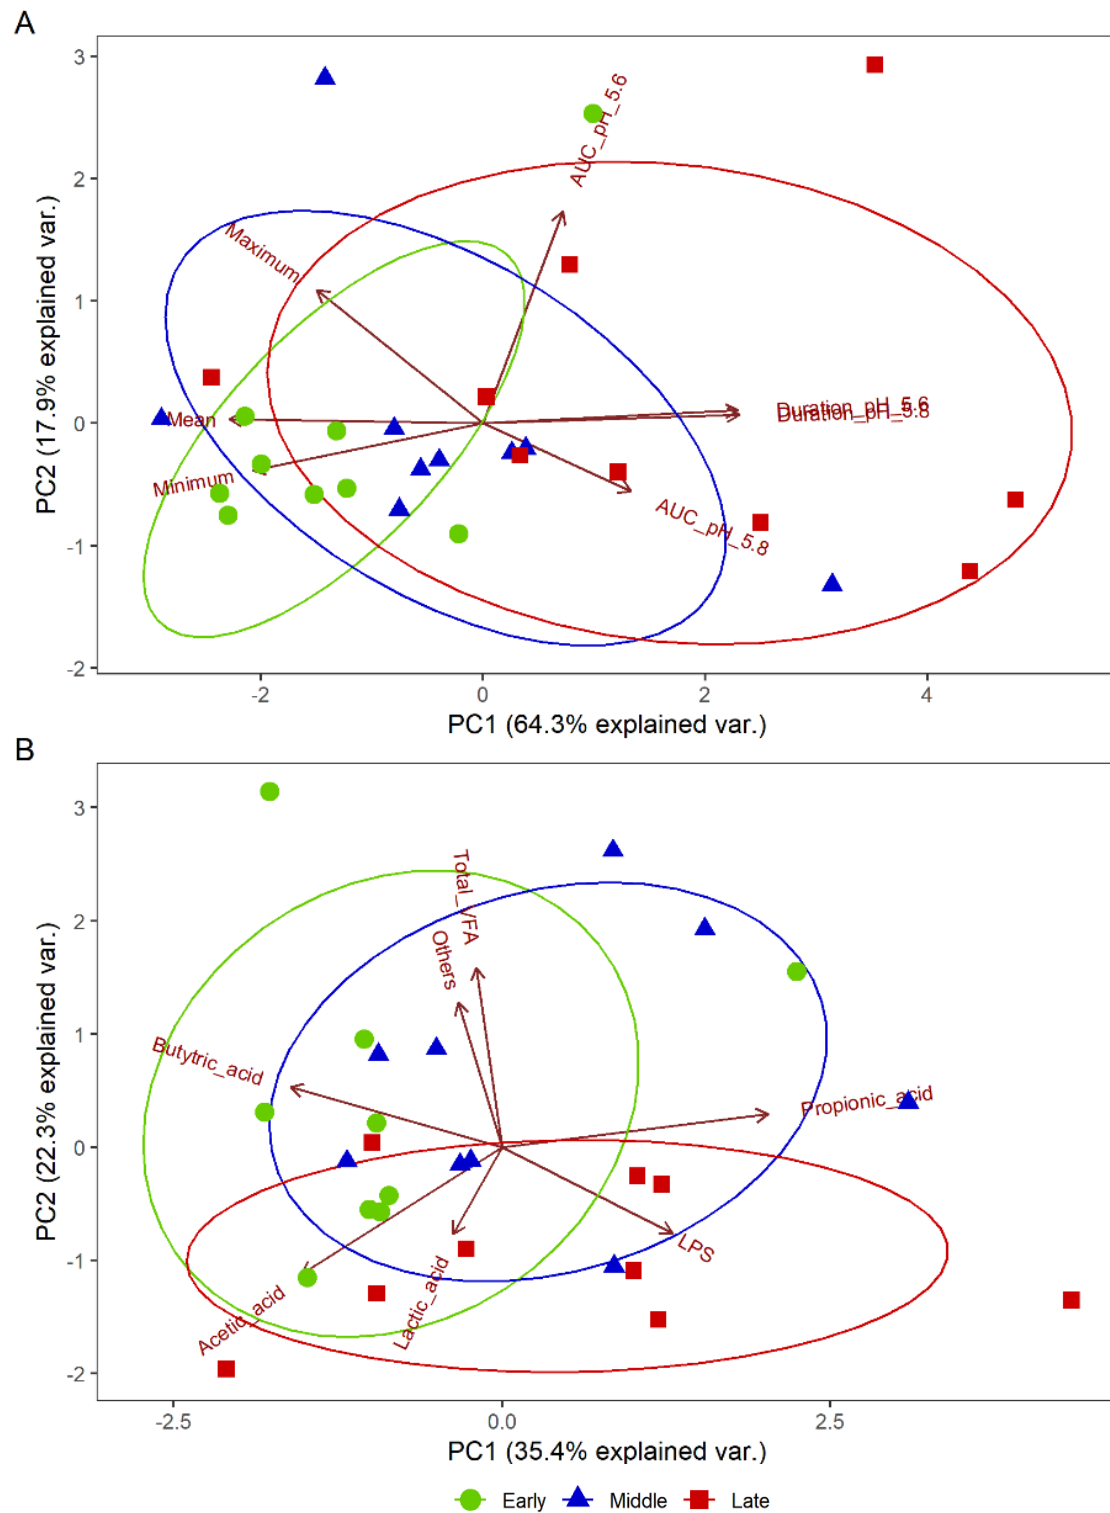 A
3
2
1
0
-1
-2
PC2 (17.9% explained var.)
AUC_pH_5.6
Maximum
Mean
Minimum
Duration_pH_5.6
Duration_pH_5.8
AUC_pH_5.8
-2
0
2
4
PC1 (64.3% explained var.)
B
3
2
1
0
-1
-2
PC2 (22.3% explained var.)
Total_VFA
Others
Butytric_acid
Propionic_acid
LPS
Lactic_acid
Acetic_acid
-2.5
0.0
2.5
PC1 (35.4% explained var.)
Early Middle Late